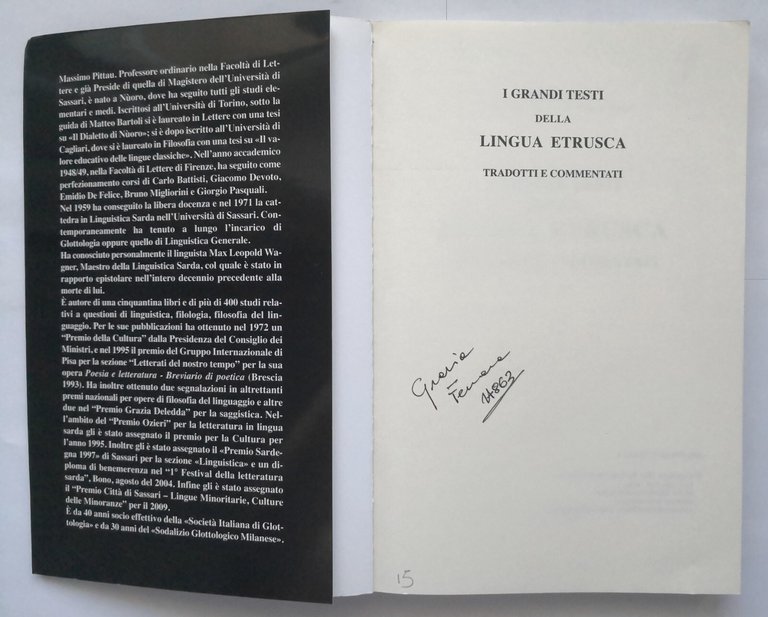 Massimo Pittau. Professore ordinario nella Facoltà di Let-
tere e già Preside di quella di Magistero dell'Università di
Sassari, è nato a Nùoro, dove ha seguito tutti gli studi ele-
mentari e medi. Iscrittosi all'Università di Torino, sotto la
guida di Matteo Bartoli si è laureato in Lettere con una tesi
su «Il Dialetto di Nùoro»; si è dopo iscritto all'Università di
Cagliari, dove si è laureato in Filosofia con una tesi su «Il va-
lore educativo delle lingue classiche». Nell'anno accademico
1948/49, nella Facoltà di Lettere di Firenze, ha seguito come
perfezionamento corsi di Carlo Battisti, Giacomo Devoto,
Emidio De Felice, Bruno Migliorini e Giorgio Pasquali.
Nel 1959 ha conseguito la libera docenza e nel 1971 la cat-
tedra in Linguistica Sarda nell'Università di Sassari. Con-
temporaneamente ha tenuto a lungo l'incarico di
Glottologia oppure quello di Linguistica Generale.
Ha conosciuto personalmente il linguista Max Leopold Wa-
gner, Maestro della Linguistica Sarda, col quale è stato in
rapporto epistolare nell'intero decennio precedente alla
morte di lui.
È autore di una cinquantina libri e di più di 400 studi rela-
tivi a questioni di linguistica, filologia, filosofia del lin-
guaggio. Per le sue pubblicazioni ha ottenuto nel 1972 un
"Premio della Cultura" dalla Presidenza del Consiglio dei
Ministri, e nel 1995 il premio del Gruppo Internazionale di
Pisa per la sezione "Letterati del nostro tempo" per la sua
opera Poesia e letteratura - Breviario di poetica (Brescia
1993). Ha inoltre ottenuto due segnalazioni in altrettanti
premi nazionali per opere di filosofia del linguaggio e altre
due nel "Premio Grazia Deledda" per la saggistica. Nel-
l'ambito del "Premio Ozieri" per la letteratura in lingua
sarda gli è stato assegnato il premio per la Cultura per
l'anno 1995. Inoltre gli è stato assegnato il «Premio Sarde-
gna 1997» di Sassari per la sezione «Linguistica» e un di-
ploma di benemerenza nel "1° Festival della letteratura
sarda", Bono, agosto del 2004. Infine gli è stato assegnato
il "Premio Città di Sassari – Lingue Minoritarie, Culture
delle Minoranze" per il 2009.
È da 40 anni socio effettivo della «Società Italiana di Glot-
tologia» e da 30 anni del «Sodalizio Glottologico Milanese».
I GRANDI TESTI
DELLA
LINGUA ETRUSCA
TRADOTTI E COMMENTATI
15